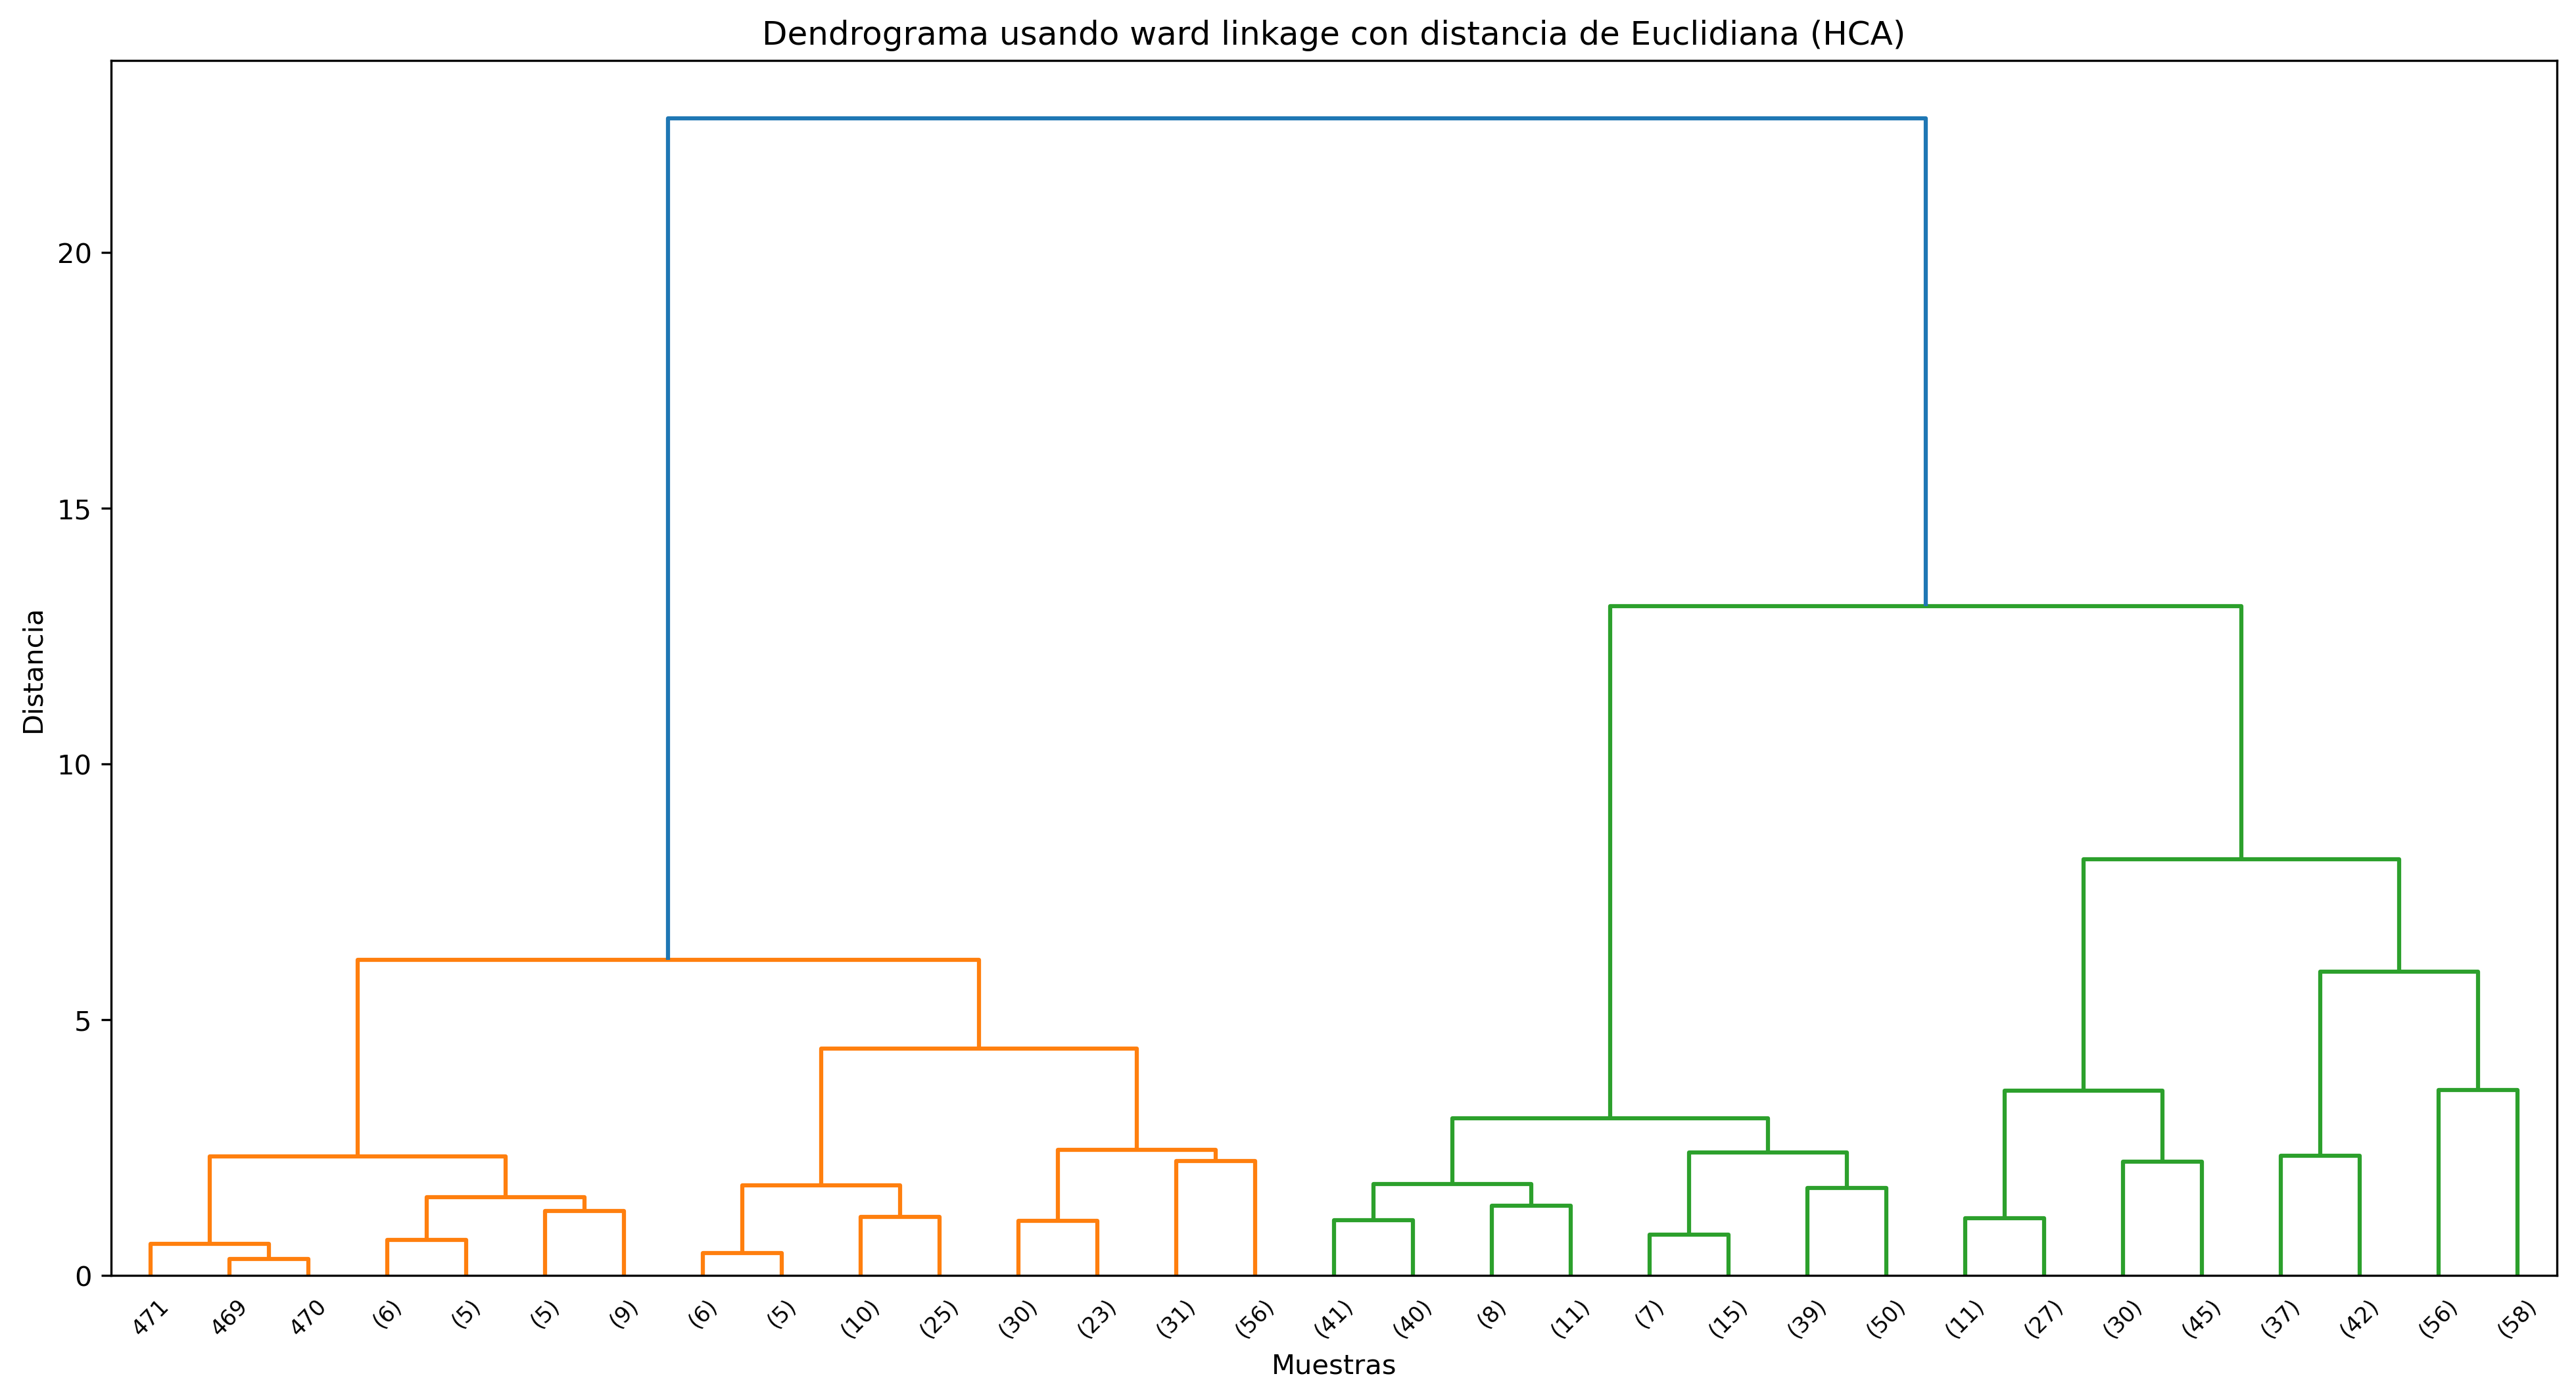 Dendrograma usando ward linkage con distancia de Euclidiana (HCA)
20
15
10
5
0
Distancia
471 469 470 (6) (5) (5) (9) (6) (5) (10) (25) (30) (23) (31) (56) (41) (40) (8) (11) (7) (15) (39) (50) (11) (27) (30) (45) (37) (42) (56) (58)
Muestras